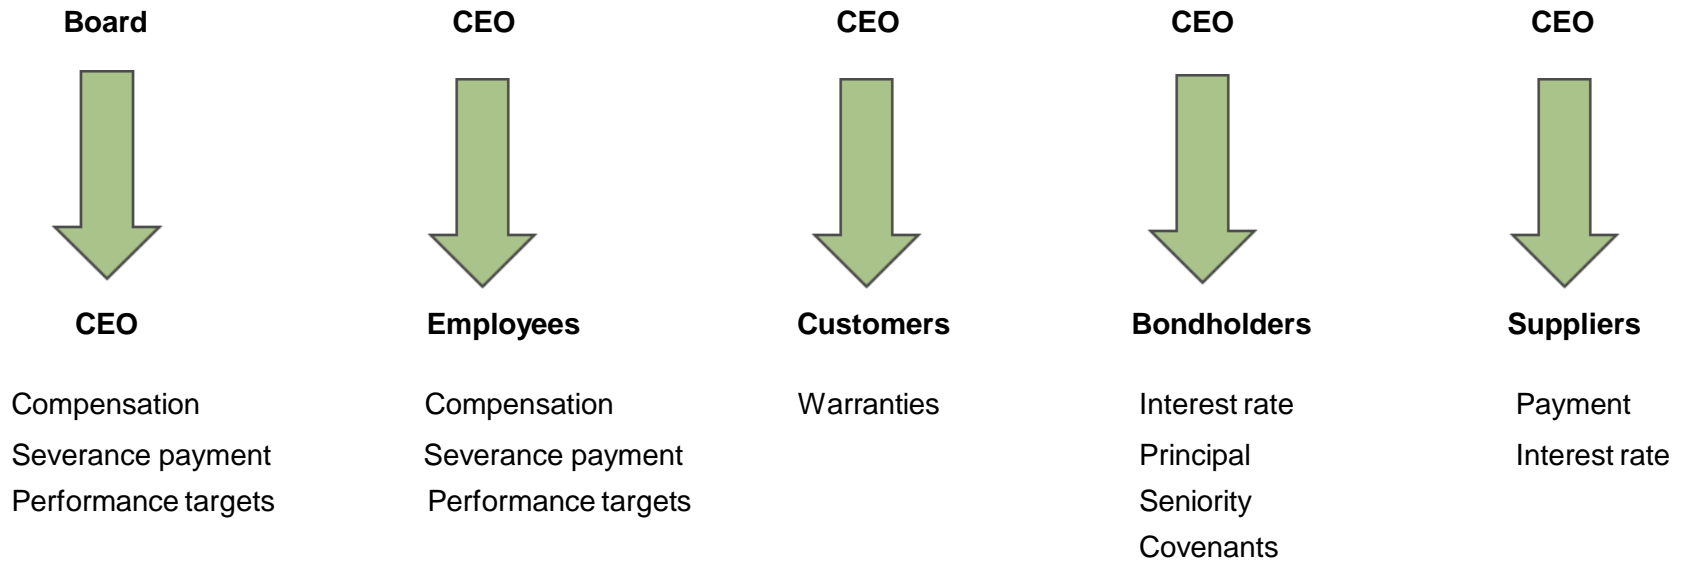 Board CEO CEO CEO CEO
CEO Employees Customers Bondholders Suppliers
Compensation Compensation Warranties Interest rate Payment
Severance payment Severance payment Principal Interest rate
Performance targets Performance targets Seniority
Covenants